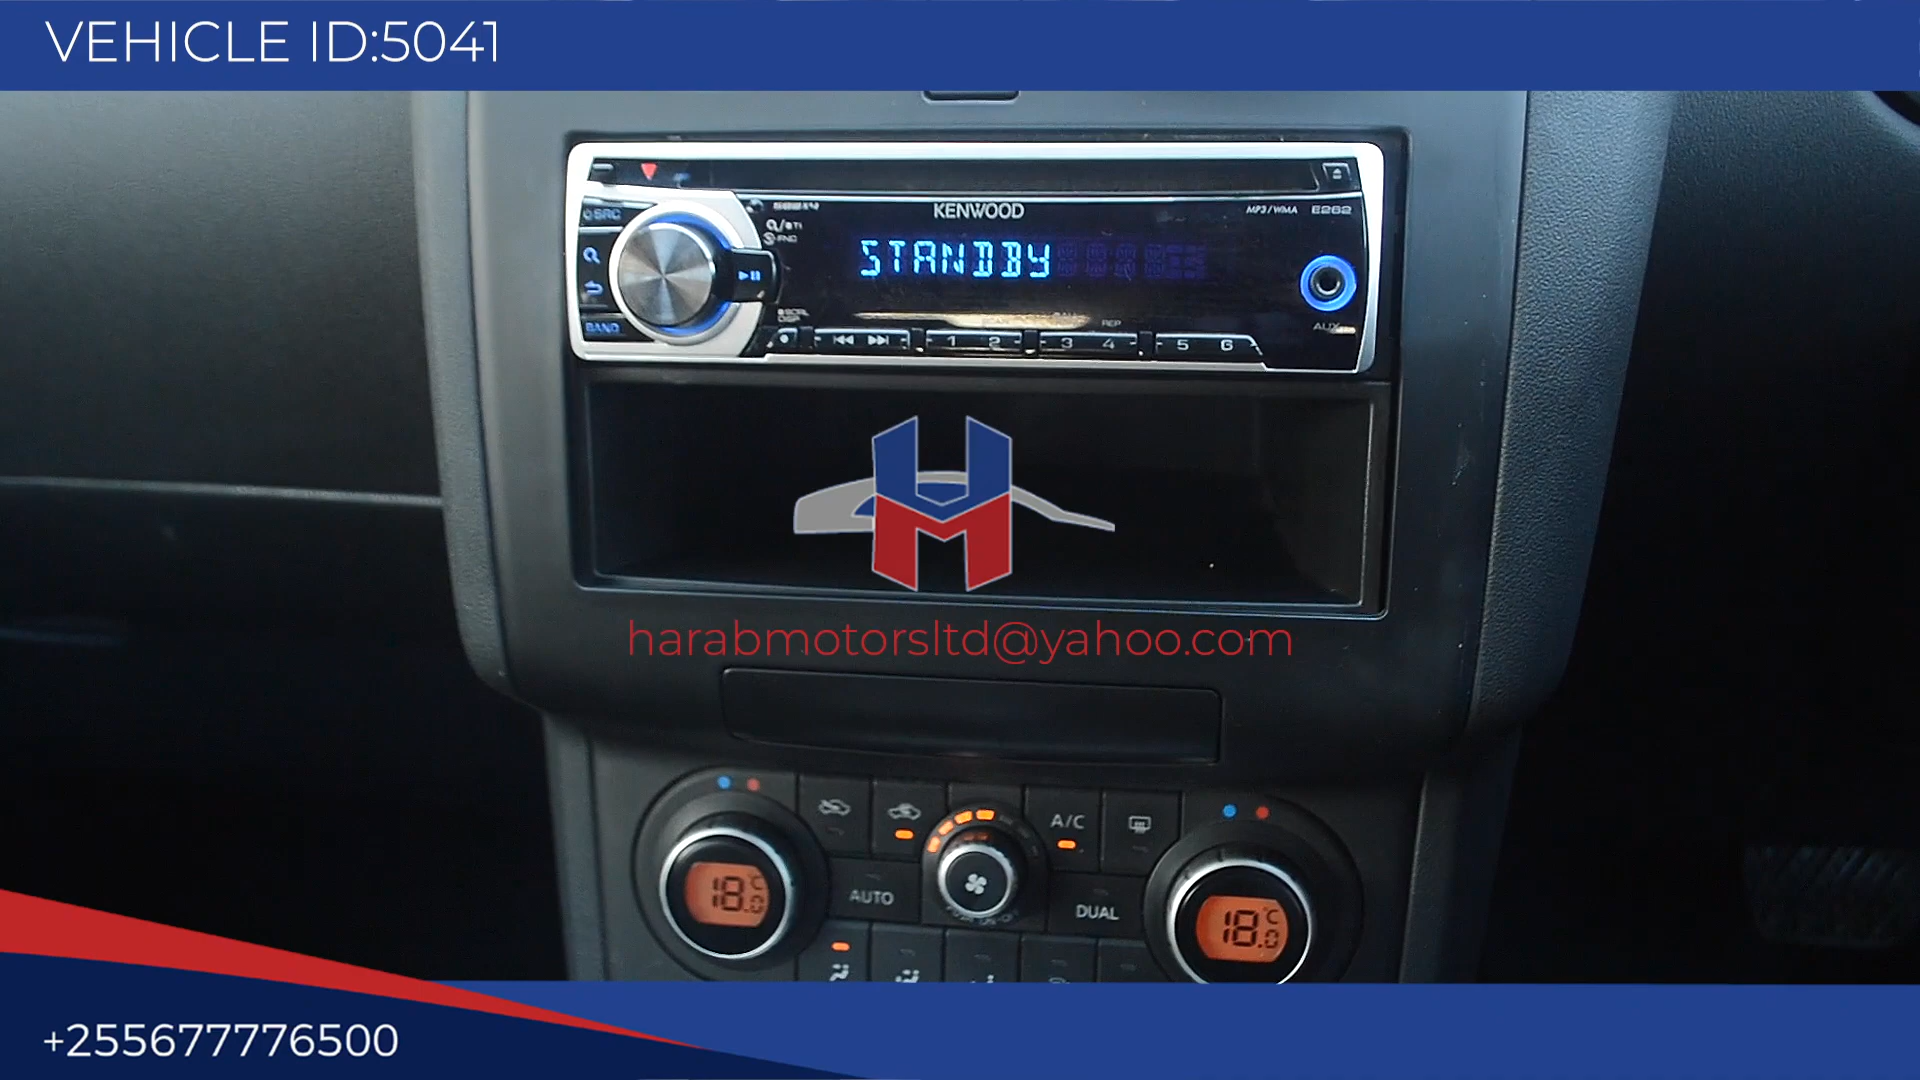 VEHICLE ID:5041
SRC
KENWOOD
MP3/WMA E262
STANDBY
BAND
AUX
REP
1 2 3 4 5 6
harabmotorsltd@yahoo.com
A/C
18.0°C
AUTO
DUAL
18.0°C
+255677776500